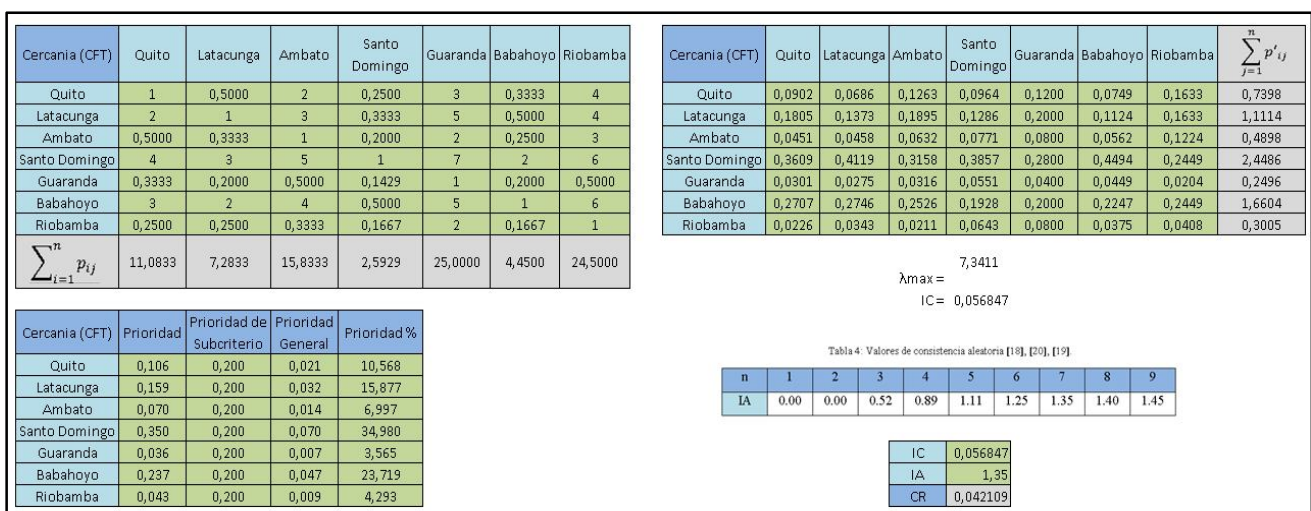 Cercania (CFT) Quito Latacunga Ambato Santo Domingo Guaranda Babahoyo Riobamba
Quito 1 0,5000 2 0,2500 3 0,3333 4
Latacunga 2 1 3 0,3333 5 0,5000 4
Ambato 0,5000 0,3333 1 0,2000 2 0,2500 3
Santo Domingo 4 3 5 1 7 2 6
Guaranda 0,3333 0,2000 0,5000 0,1429 1 0,2000 0,5000
Babahoyo 3 2 4 0,5000 5 1 6
Riobamba 0,2500 0,2500 0,3333 0,1667 2 0,1667 1
∑ⁿᵢ₌₁ pᵢⱼ 11,0833 7,2833 15,8333 2,5929 25,0000 4,4500 24,5000
Cercania (CFT) Quito Latacunga Ambato Santo Domingo Guaranda Babahoyo Riobamba ∑ⁿⱼ₌₁ p'ᵢⱼ
Quito 0,0902 0,0686 0,1263 0,0964 0,1200 0,0749 0,1633 0,7398
Latacunga 0,1805 0,1373 0,1895 0,1286 0,2000 0,1124 0,1633 1,1114
Ambato 0,0451 0,0458 0,0632 0,0771 0,0800 0,0562 0,1224 0,4898
Santo Domingo 0,3609 0,4119 0,3158 0,3857 0,2800 0,4494 0,2449 2,4486
Guaranda 0,0301 0,0275 0,0316 0,0551 0,0400 0,0449 0,0204 0,2496
Babahoyo 0,2707 0,2746 0,2526 0,1928 0,2000 0,2247 0,2449 1,6604
Riobamba 0,0226 0,0343 0,0211 0,0643 0,0800 0,0375 0,0408 0,3005
λmax = 7,3411
IC = 0,056847
Cercania (CFT) Prioridad Prioridad de Subcriterio Prioridad General Prioridad %
Quito 0,106 0,200 0,021 10,568
Latacunga 0,159 0,200 0,032 15,877
Ambato 0,070 0,200 0,014 6,997
Santo Domingo 0,350 0,200 0,070 34,980
Guaranda 0,036 0,200 0,007 3,565
Babahoyo 0,237 0,200 0,047 23,719
Riobamba 0,043 0,200 0,009 4,293
Tabla 4: Valores de consistencia aleatoria [18], [20], [19].
n 1 2 3 4 5 6 7 8 9
IA 0.00 0.00 0.52 0.89 1.11 1.25 1.35 1.40 1.45
IC 0,056847
IA 1,35
CR 0,042109